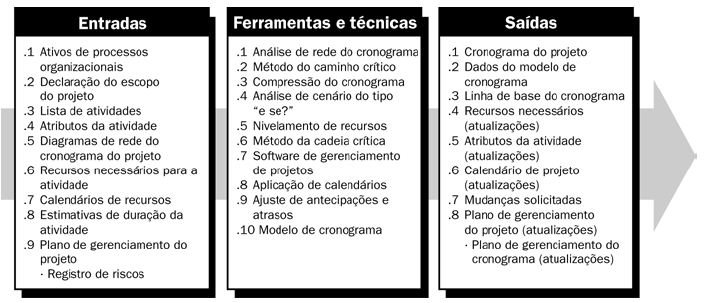 Entradas
.1 Ativos de processos
organizacionais
.2 Declaração do escopo
do projeto
.3 Lista de atividades
.4 Atributos da atividade
.5 Diagramas de rede do
cronograma do projeto
.6 Recursos necessários para a
atividade
.7 Calendários de recursos
.8 Estimativas de duração da
atividade
.9 Plano de gerenciamento do
projeto
· Registro de riscos
Ferramentas e técnicas
.1 Análise de rede do cronograma
.2 Método do caminho crítico
.3 Compressão do cronograma
.4 Análise de cenário do tipo
“e se?”
.5 Nivelamento de recursos
.6 Método da cadeia crítica
.7 Software de gerenciamento
de projetos
.8 Aplicação de calendários
.9 Ajuste de antecipações e
atrasos
.10 Modelo de cronograma
Saídas
.1 Cronograma do projeto
.2 Dados do modelo de
cronograma
.3 Linha de base do cronograma
.4 Recursos necessários
(atualizações)
.5 Atributos da atividade
(atualizações)
.6 Calendário de projeto
(atualizações)
.7 Mudanças solicitadas
.8 Plano de gerenciamento
do projeto (atualizações)
· Plano de gerenciamento do
cronograma (atualizações)